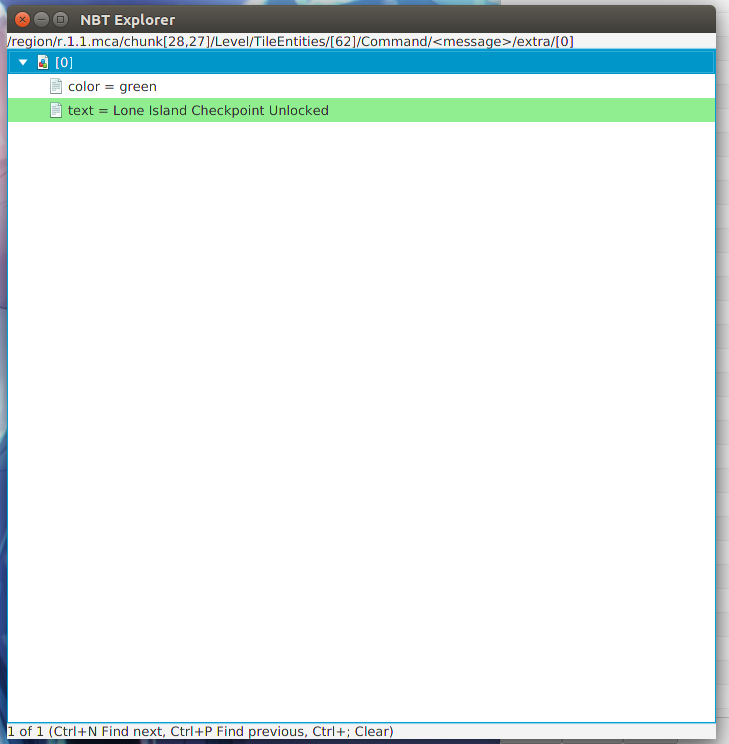 NBT Explorer
/region/r.1.1.mca/chunk[28,27]/Level/TileEntities/[62]/Command/<message>/extra/[0]
[0]
color = green
text = Lone Island Checkpoint Unlocked
1 of 1 (Ctrl+N Find next, Ctrl+P Find previous, Ctrl+; Clear)